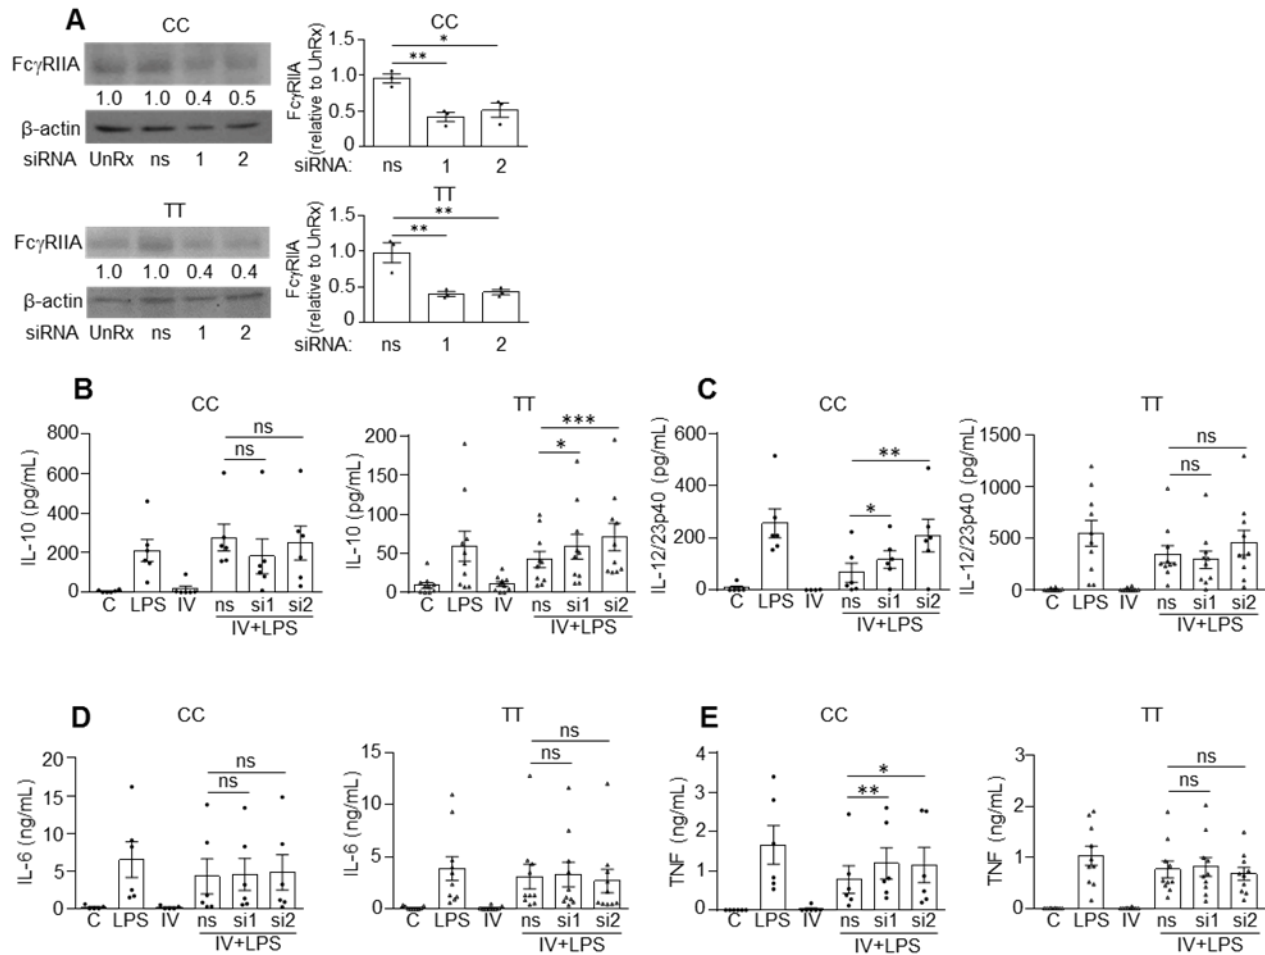 A
CC
FcγRIIA
1.0 1.0 0.4 0.5
β-actin
siRNA UnRx ns 1 2
CC
FcγRIIA
(relative to UnRx)
1.5
1.0
0.5
0
*
**
siRNA: ns 1 2
TT
FcγRIIA
1.0 1.0 0.4 0.4
β-actin
siRNA UnRx ns 1 2
TT
FcγRIIA
(relative to UnRx)
1.5
1.0
0.5
0
**
**
siRNA: ns 1 2
B
CC
IL-10 (pg/mL)
800
600
400
200
0
ns
ns
C LPS IV ns si1 si2
IV+LPS
TT
IL-10 (pg/mL)
200
150
100
50
0
***
*
C LPS IV ns si1 si2
IV+LPS
C
CC
IL-12/23p40 (pg/mL)
600
400
200
0
**
*
C LPS IV ns si1 si2
IV+LPS
TT
IL-12/23p40 (pg/mL)
1500
1000
500
0
ns
ns
C LPS IV ns si1 si2
IV+LPS
D
CC
IL-6 (ng/mL)
20
15
10
5
0
ns
ns
C LPS IV ns si1 si2
IV+LPS
TT
IL-6 (ng/mL)
15
10
5
0
ns
ns
C LPS IV ns si1 si2
IV+LPS
E
CC
TNF (ng/mL)
4
3
2
1
0
*
**
C LPS IV ns si1 si2
IV+LPS
TT
TNF (ng/mL)
3
2
1
0
ns
ns
C LPS IV ns si1 si2
IV+LPS